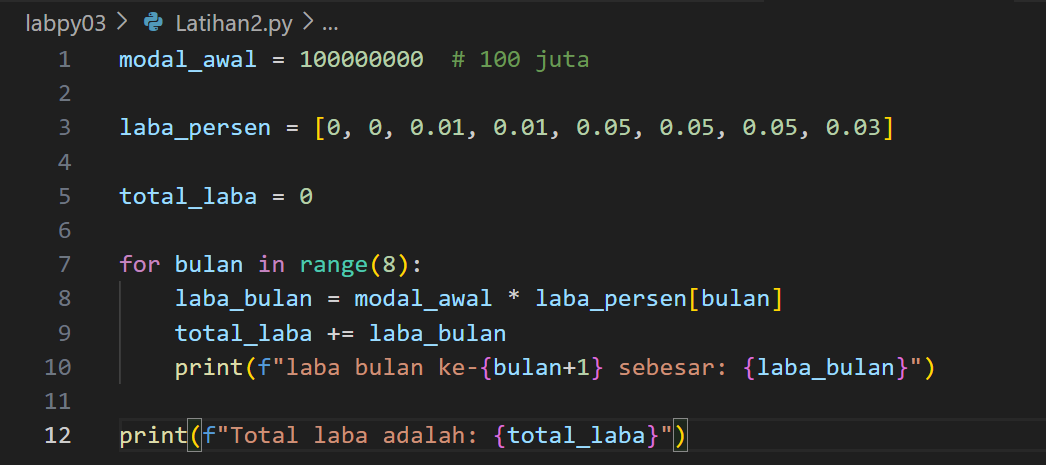 labpy03 > Latihan2.py > ...
1 modal_awal = 100000000  # 100 juta
2
3 laba_persen = [0, 0, 0.01, 0.01, 0.05, 0.05, 0.05, 0.03]
4
5 total_laba = 0
6
7 for bulan in range(8):
8     laba_bulan = modal_awal * laba_persen[bulan]
9     total_laba += laba_bulan
10     print(f"laba bulan ke-{bulan+1} sebesar: {laba_bulan}")
11
12 print(f"Total laba adalah: {total_laba}")